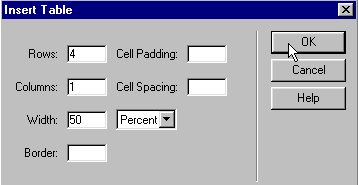 Insert Table
Rows: 4 Cell Padding: OK
Cancel
Columns: 1 Cell Spacing:
Help
Width: 50 Percent
Border: